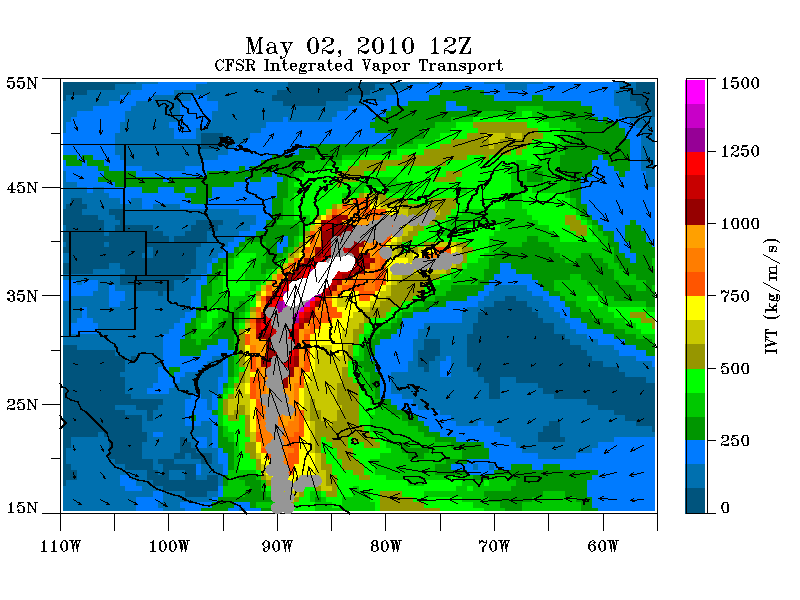 May 02, 2010 12Z
CFSR Integrated Vapor Transport
55N
45N
35N
25N
15N
110W 100W 90W 80W 70W 60W
1500
1250
1000
750
500
250
0
IVT (kg/m/s)